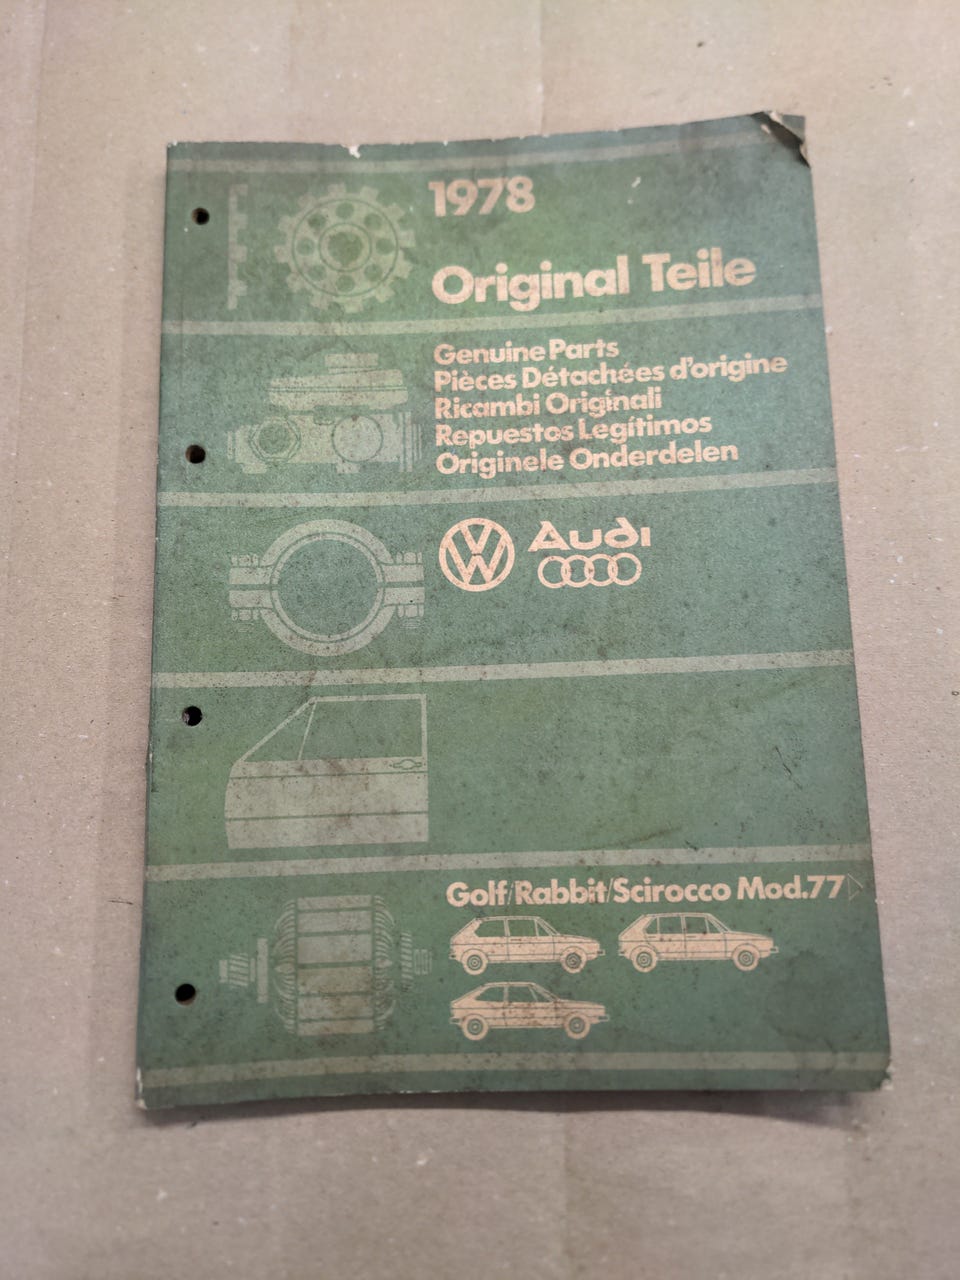 1978
Original Teile
Genuine Parts
Pièces Détachées d'origine
Ricambi Originali
Repuestos Legítimos
Originele Onderdelen
VW Audi
Golf/Rabbit/Scirocco Mod.77